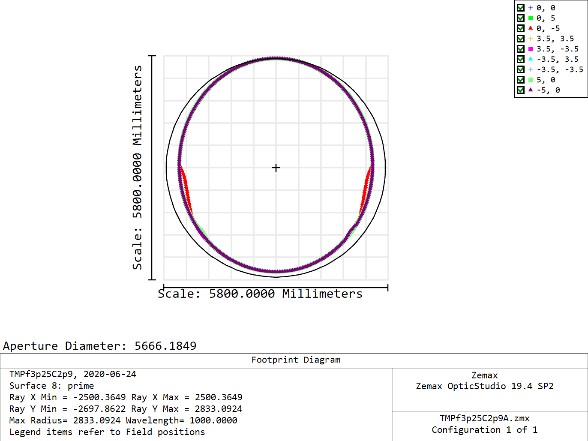 0, 0
0, 5
0, -5
3.5, 3.5
3.5, -3.5
-3.5, 3.5
-3.5, -3.5
5, 0
-5, 0
Scale: 5800.0000 Millimeters
Scale: 5800.0000 Millimeters
Aperture Diameter: 5666.1849
Footprint Diagram
TMPf3p25C2p9, 2020-06-24
Surface 8: prime
Ray X Min = -2500.3649 Ray X Max = 2500.3649
Ray Y Min = -2697.8622 Ray Y Max = 2833.0924
Max Radius= 2833.0924 Wavelength= 1000.0000
Legend items refer to Field positions
Zemax
Zemax OpticStudio 19.4 SP2
TMPf3p25C2p9A.zmx
Configuration 1 of 1